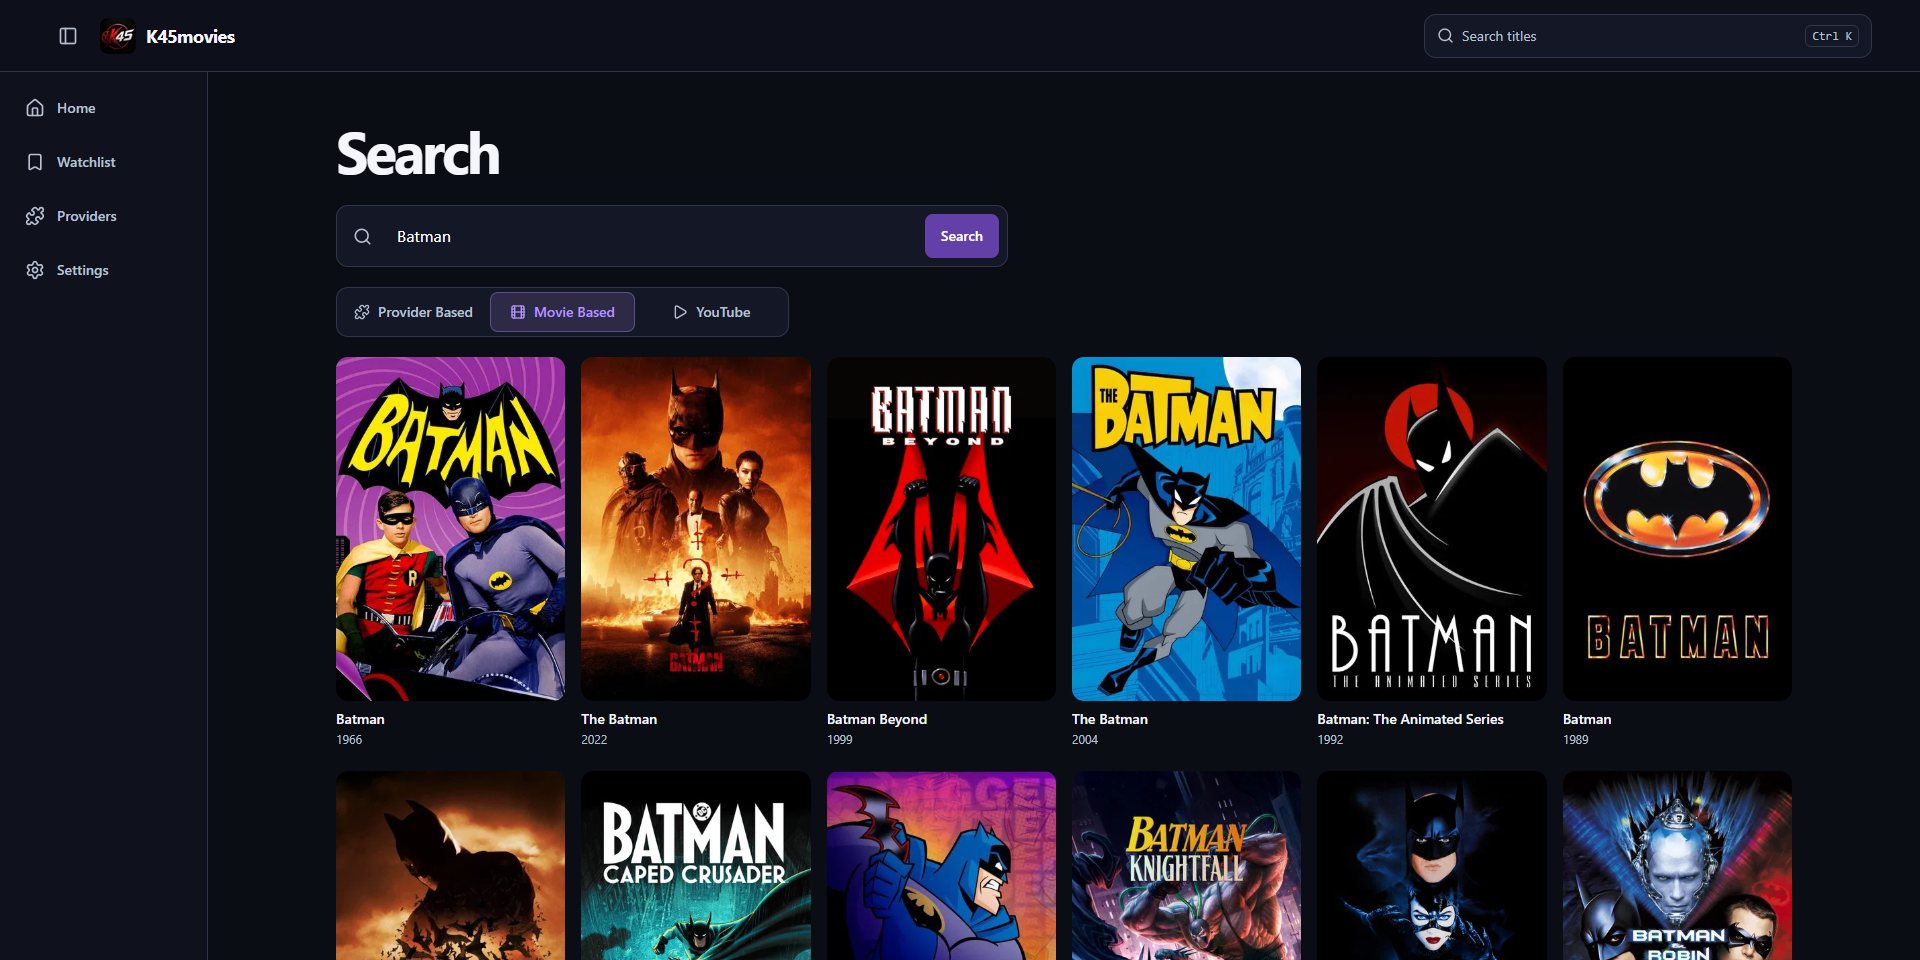 K45
K45movies
Search titles
Ctrl K
Home
Watchlist
Providers
Settings
Search
Batman
Search
Provider Based
Movie Based
YouTube
BATMAN
R
BATMAN
BATMAN
BEYOND
THE
BATMAN
BATMAN
THE ANIMATED SERIES
BATMAN
Batman
1966
The Batman
2022
Batman Beyond
1999
The Batman
2004
Batman: The Animated Series
1992
Batman
1989
BATMAN
CAPED CRUSADER
BATMAN
KNIGHTFALL
BATMAN
&
ROBIN